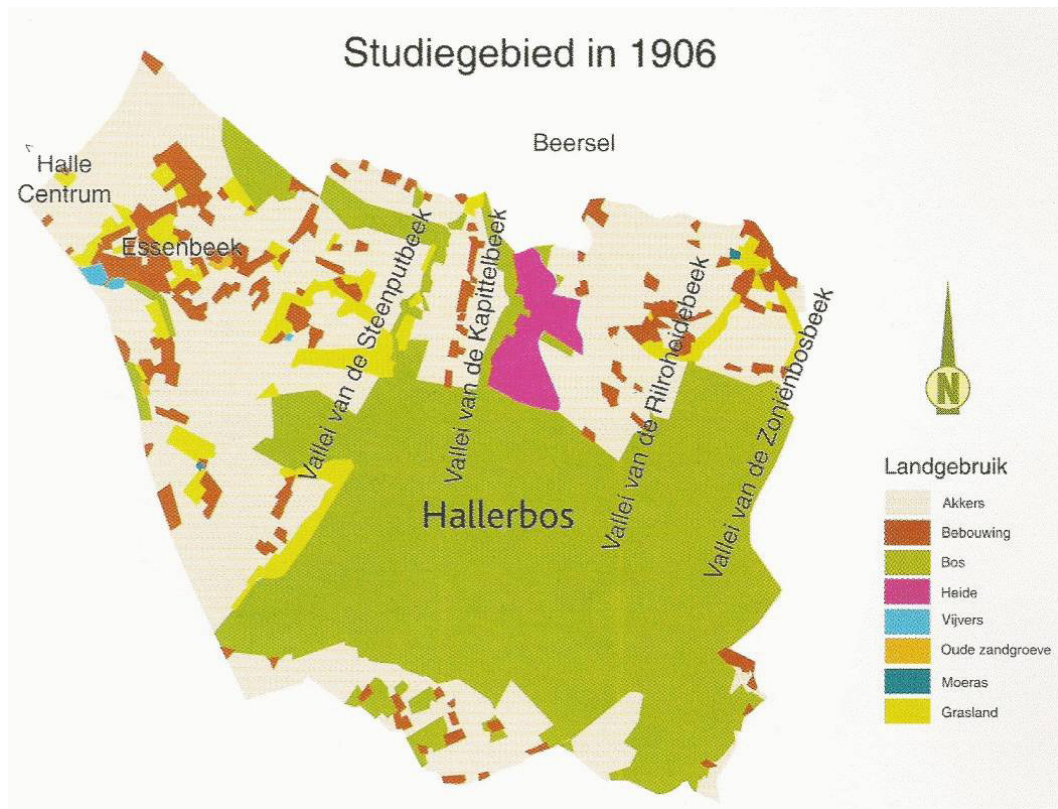 Studiegebied in 1906
Beersel
Halle
Centrum
Essenbeek
Vallei van de Steenputbeek
Vallei van de Kapittelbeek
Vallei van de Rilroheidebeek
Vallei van de Zoniënbosbeek
Hallerbos
N
Landgebruik
Akkers
Bebouwing
Bos
Heide
Vijvers
Oude zandgroeve
Moeras
Grasland